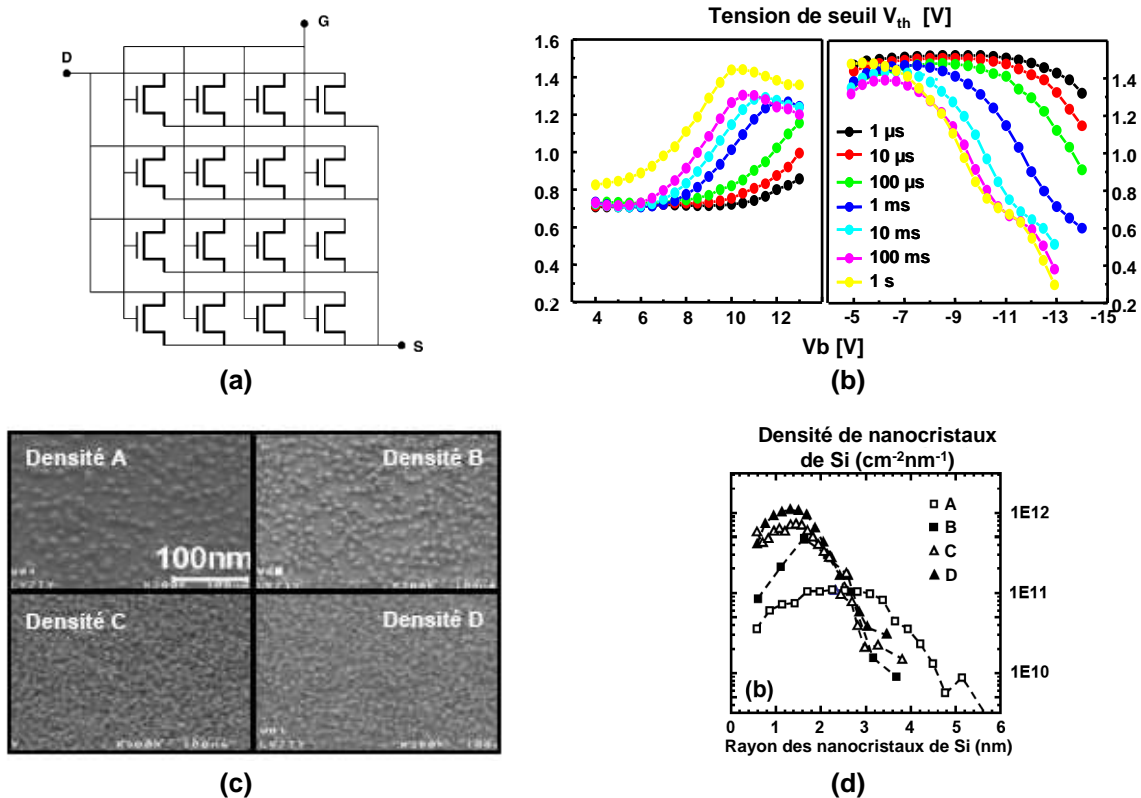 G
D
S
(a)
Tension de seuil Vth [V]
1.6
1.4
1.2
1.0
0.8
0.6
0.4
0.2
4 6 8 10 12
1 µs
10 µs
100 µs
1 ms
10 ms
100 ms
1 s
1.4
1.2
1.0
0.8
0.6
0.4
0.2
-5 -7 -9 -11 -13 -15
Vb [V]
(b)
Densité A
Densité B
100nm
Densité C
Densité D
(c)
Densité de nanocristaux
de Si (cm-2nm-1)
A
B
C
D
1E12
1E11
1E10
(b)
0 1 2 3 4 5 6
Rayon des nanocristaux de Si (nm)
(d)